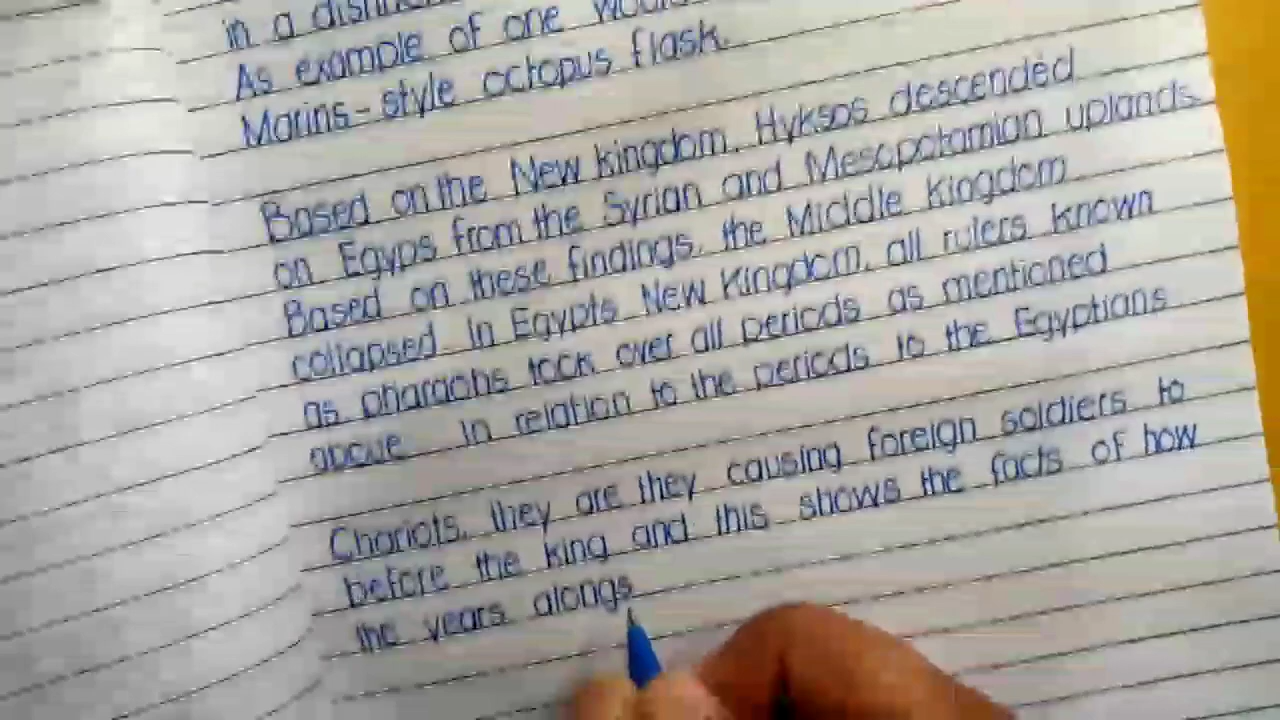 in a
As example of one
Marins-style octopus flask.
Based on the New kingdom, Hyksos descended
on Egyps from the Syrian and Mesopotamian uplands
Based on these findings, the Middle Kingdom
collapsed in Egypts New Kingdom, all rulers known
as pharaohs took over all periods as mentioned
above in relation to the periods to the Egyptians
Chariots, they are they causing foreign soldiers to
before the king and this shows the facts of how
the years alongs